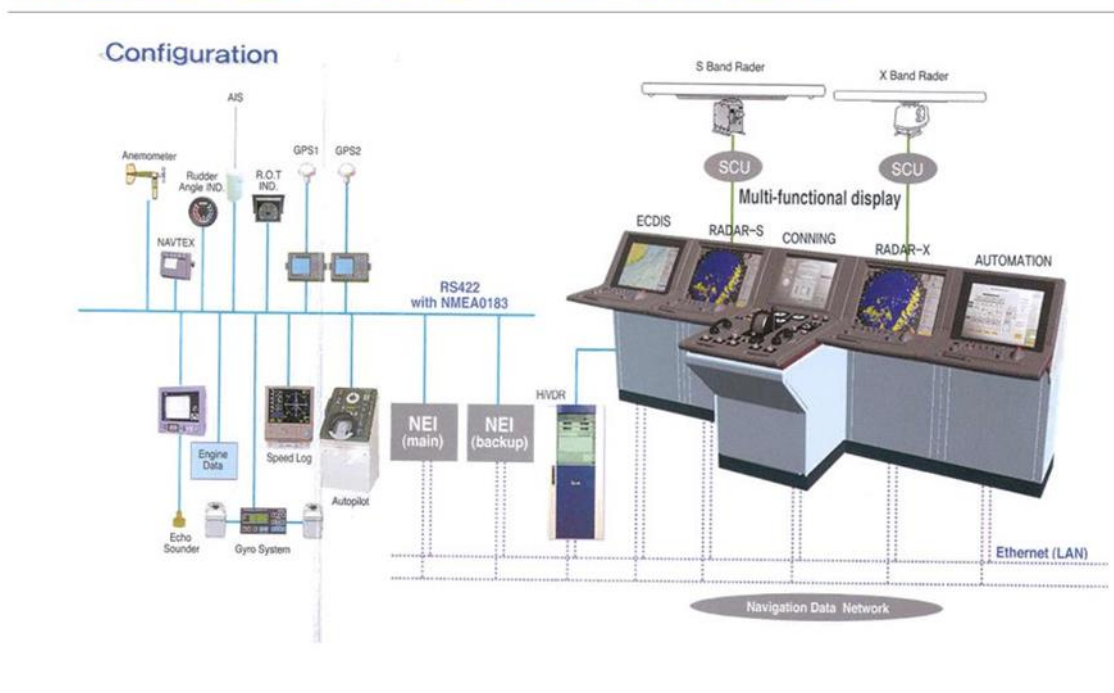 Configuration
S Band Rader
X Band Rader
AIS
Anemometer
Rudder
Angle IND.
R.O.T
IND.
GPS1
GPS2
NAVTEX
SCU
SCU
Multi-functional display
ECDIS
RADAR-S
CONNING
RADAR-X
AUTOMATION
RS422
with NMEA0183
NEI
(main)
NEI
(backup)
H/VDR
Engine
Data
Speed Log
Autopilot
Echo
Sounder
Gyro System
Ethernet (LAN)
Navigation Data Network